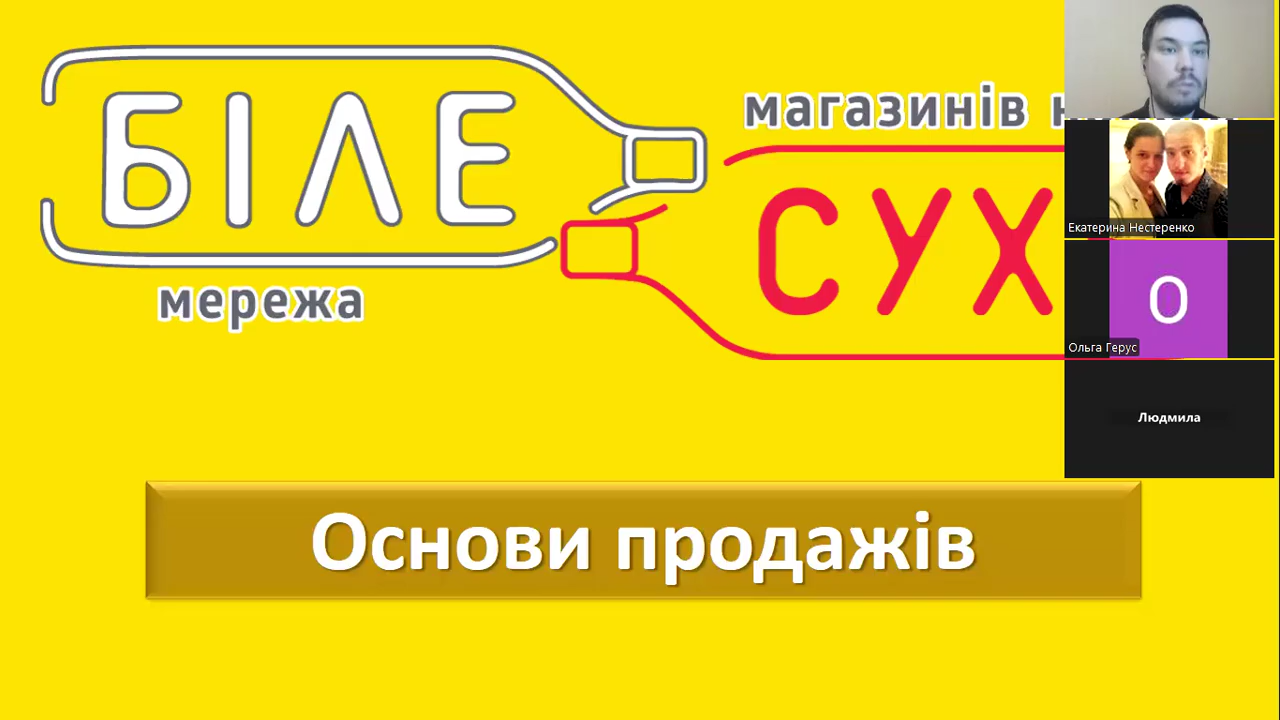 БІЛЕ
мережа
магазинів
СУХ
Основи продажів
Екатерина Нестеренко
О
Ольга Герус
Людмила